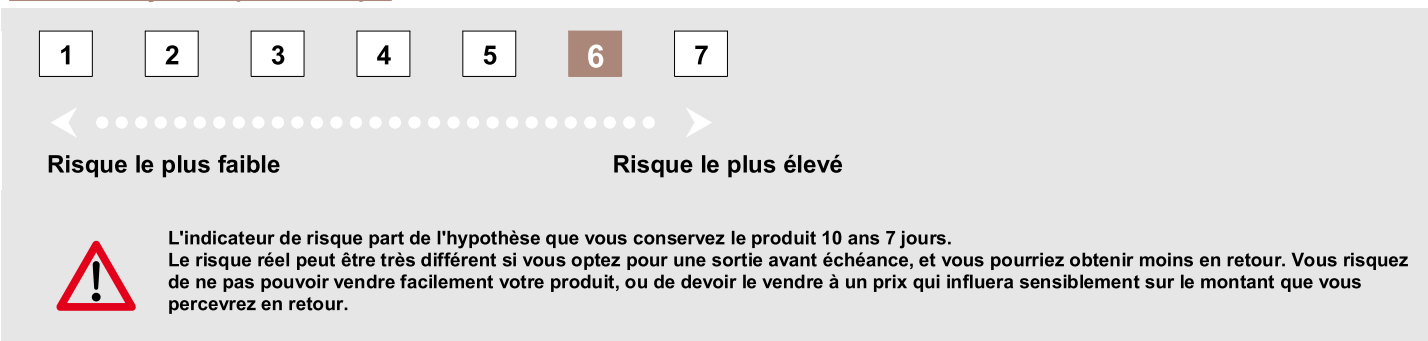 1 2 3 4 5 6 7
Risque le plus faible Risque le plus élevé
L'indicateur de risque part de l'hypothèse que vous conservez le produit 10 ans 7 jours.
Le risque réel peut être très différent si vous optez pour une sortie avant échéance, et vous pourriez obtenir moins en retour. Vous risquez
de ne pas pouvoir vendre facilement votre produit, ou de devoir le vendre à un prix qui influera sensiblement sur le montant que vous
percevrez en retour.